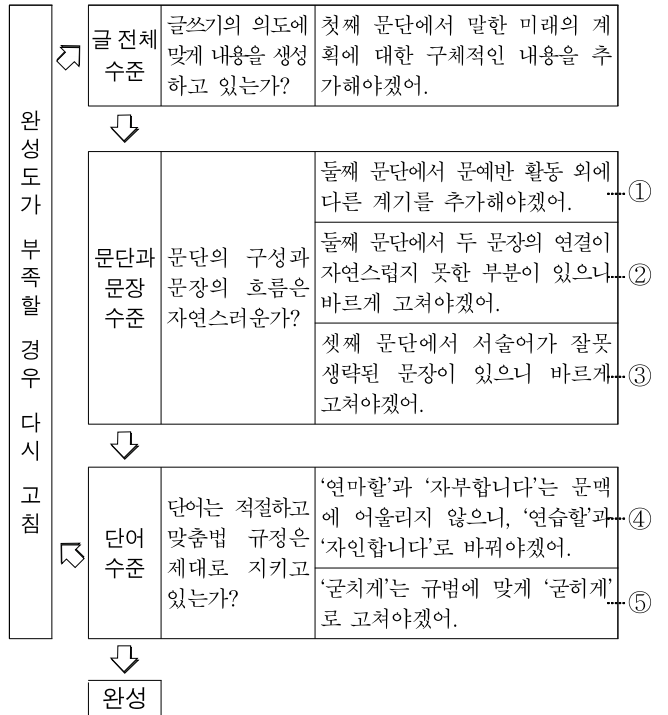 완성도가 부족할 경우 다시 고침
글 전체
수준
글쓰기의 의도에
맞게 내용을 생성
하고 있는가?
첫째 문단에서 말한 미래의 계
획에 대한 구체적인 내용을 추
가해야겠어.
문단과
문장
수준
문단의 구성과
문장의 흐름은
자연스러운가?
둘째 문단에서 문예반 활동 외에
다른 계기를 추가해야겠어.
①
둘째 문단에서 두 문장의 연결이
자연스럽지 못한 부분이 있으니
바르게 고쳐야겠어.
②
셋째 문단에서 서술어가 잘못
생략된 문장이 있으니 바르게
고쳐야겠어.
③
단어
수준
단어는 적절하고
맞춤법 규정은
제대로 지키고
있는가?
‘연마할’과 ‘자부합니다’는 문맥
에 어울리지 않으니, ‘연습할’과
‘자인합니다’로 바꿔야겠어.
④
‘굳치게’는 규범에 맞게 ‘굳히게’
로 고쳐야겠어.
⑤
완성